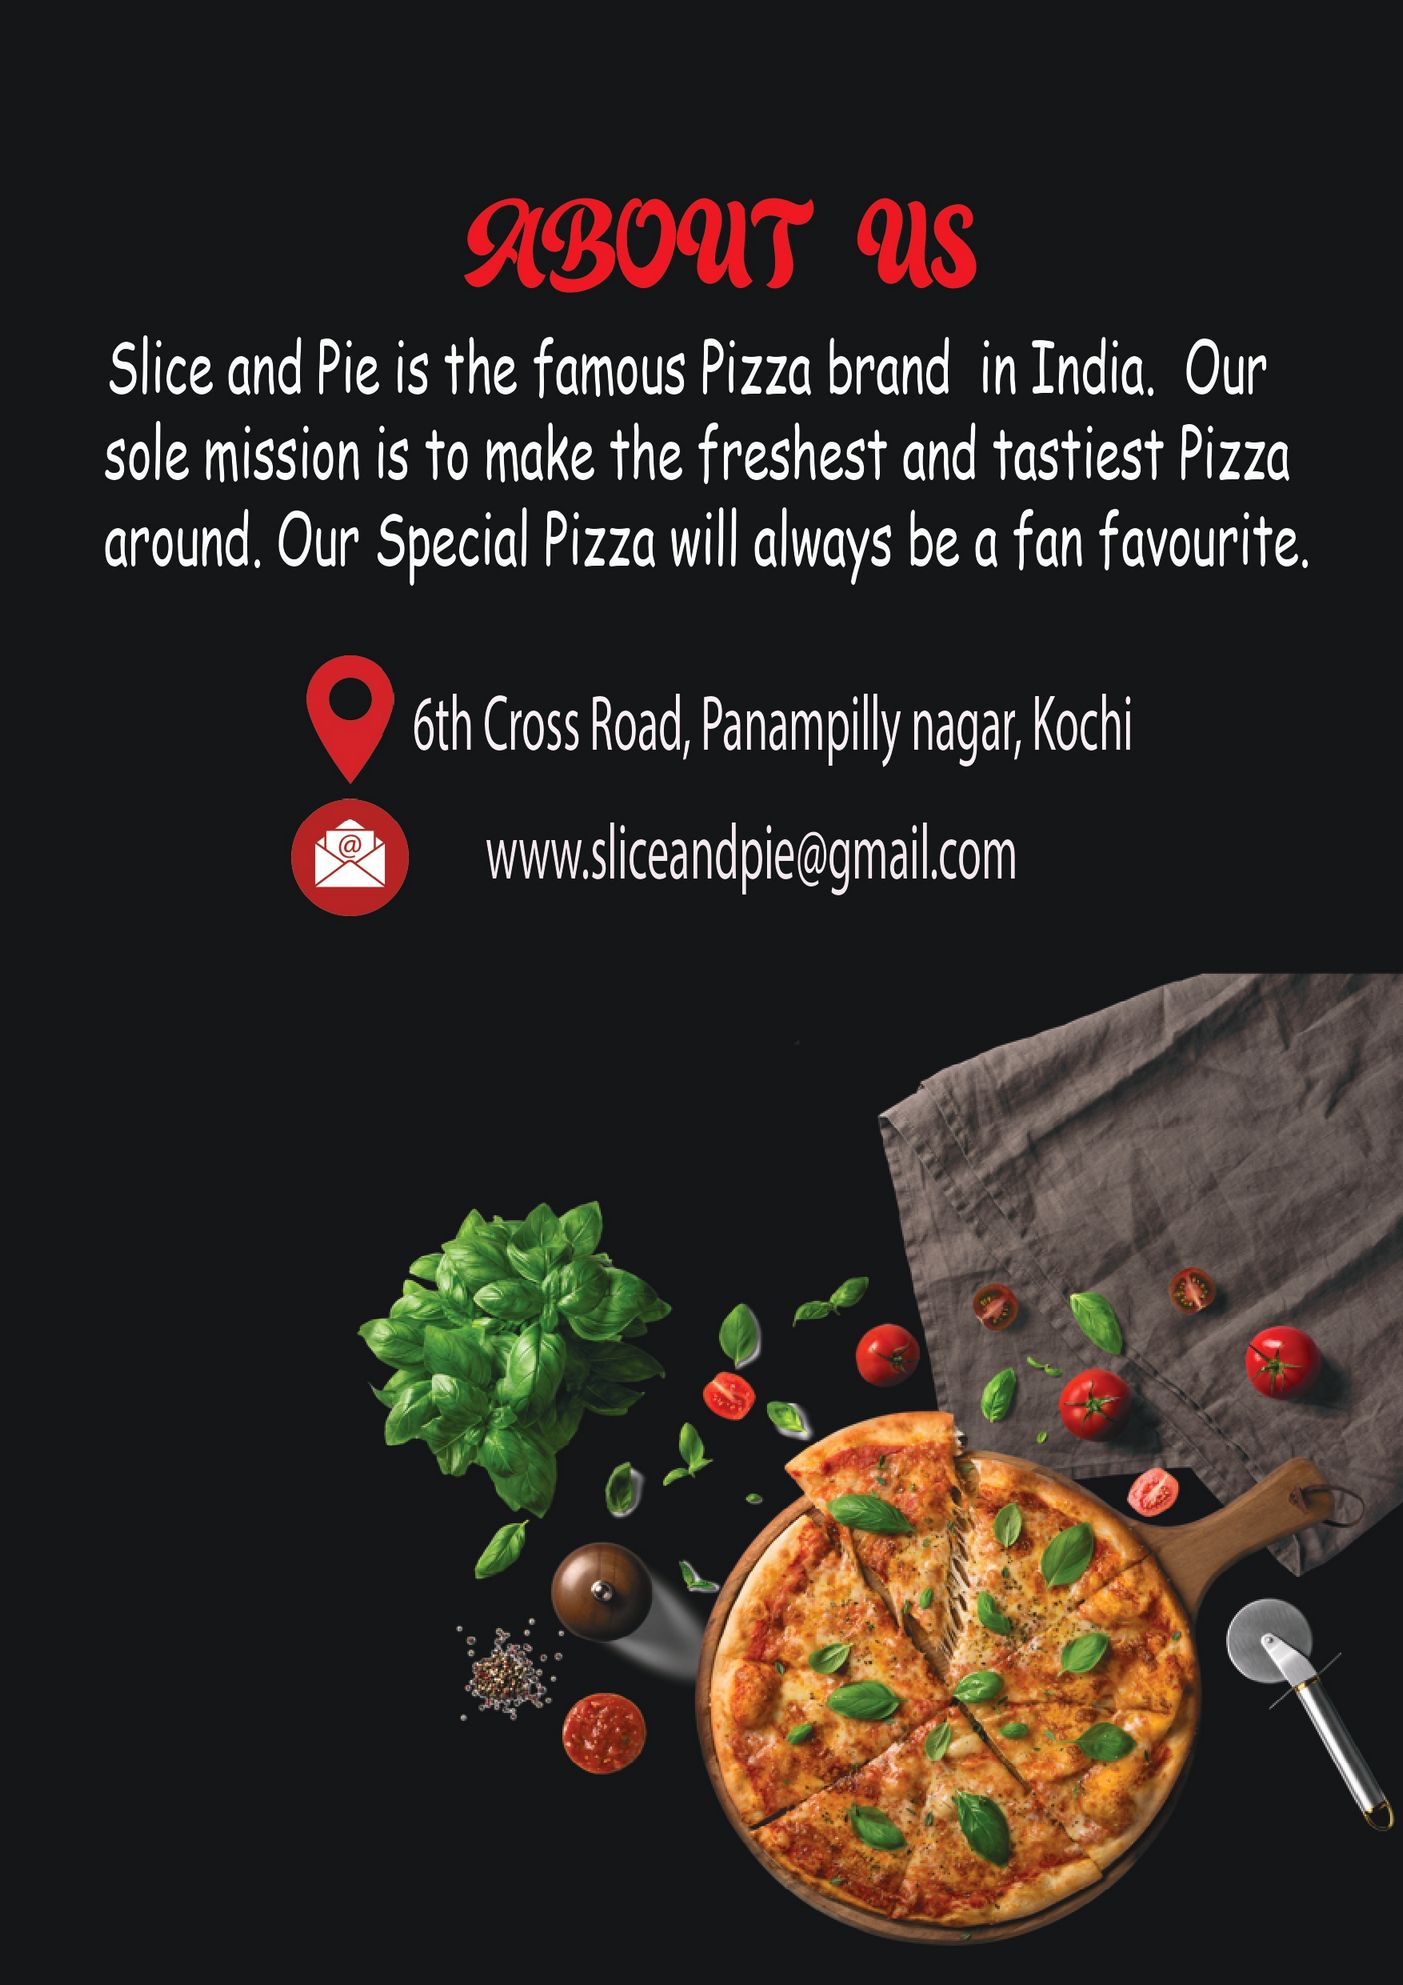 ABOUT US
Slice and Pie is the famous Pizza brand in India. Our
sole mission is to make the freshest and tastiest Pizza
around. Our Special Pizza will always be a fan favourite.
6th Cross Road, Panampilly nagar, Kochi
@
www.sliceandpie@gmail.com